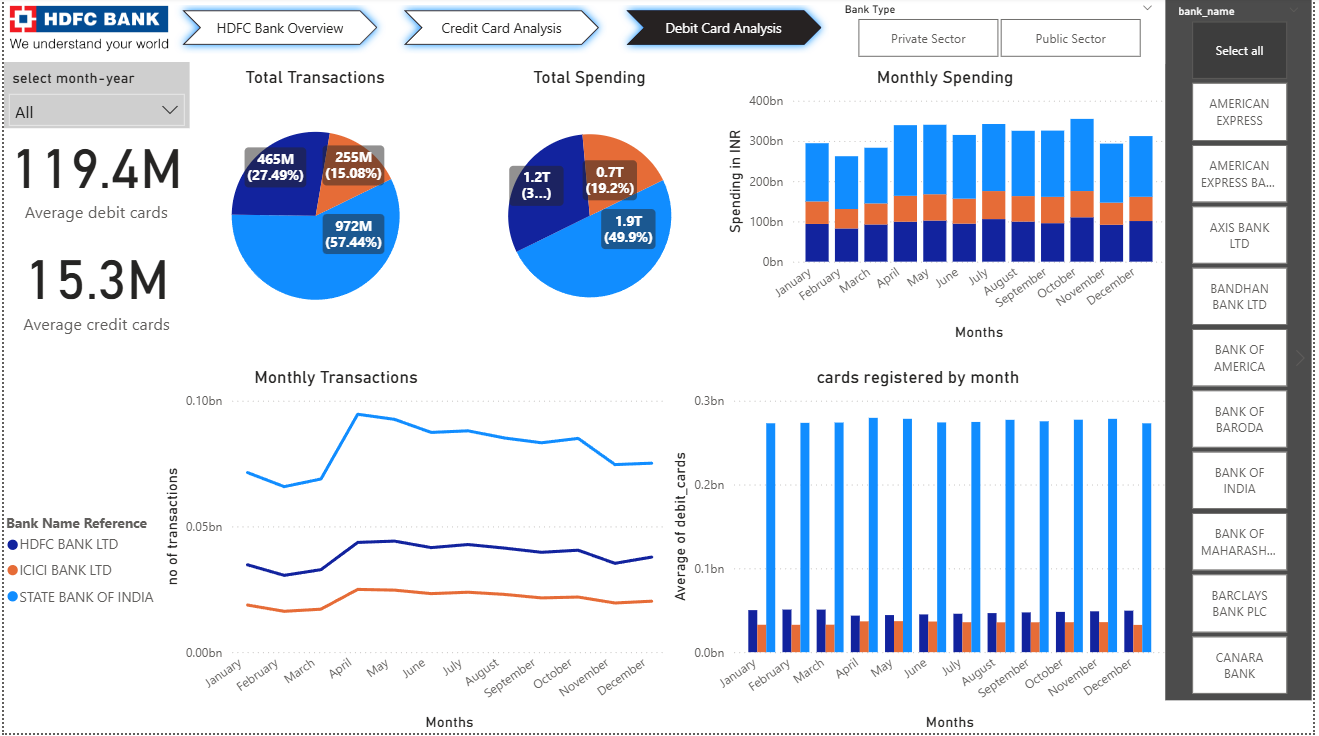 HDFC BANK
We understand your world
HDFC Bank Overview
Credit Card Analysis
Debit Card Analysis
Bank Type
Private Sector
Public Sector
bank_name
Select all
AMERICAN
EXPRESS
AMERICAN
EXPRESS BA...
AXIS BANK
LTD
BANDHAN
BANK LTD
BANK OF
AMERICA
BANK OF
BARODA
BANK OF
INDIA
BANK OF
MAHARASH...
BARCLAYS
BANK PLC
CANARA
BANK
select month-year
All
119.4M
Average debit cards
15.3M
Average credit cards
Total Transactions
465M
(27.49%)
255M
(15.08%)
972M
(57.44%)
Total Spending
1.2T
(3...)
0.7T
(19.2%)
1.9T
(49.9%)
Monthly Spending
Spending in INR
400bn
300bn
200bn
100bn
0bn
January
February
March
April
May
June
July
August
September
October
November
December
Months
Monthly Transactions
no of transactions
0.10bn
0.05bn
0.00bn
January
February
March
April
May
June
July
August
September
October
November
December
Months
cards registered by month
Average of debit_cards
0.3bn
0.2bn
0.1bn
0.0bn
January
February
March
April
May
June
July
August
September
October
November
December
Months
Bank Name Reference
HDFC BANK LTD
ICICI BANK LTD
STATE BANK OF INDIA